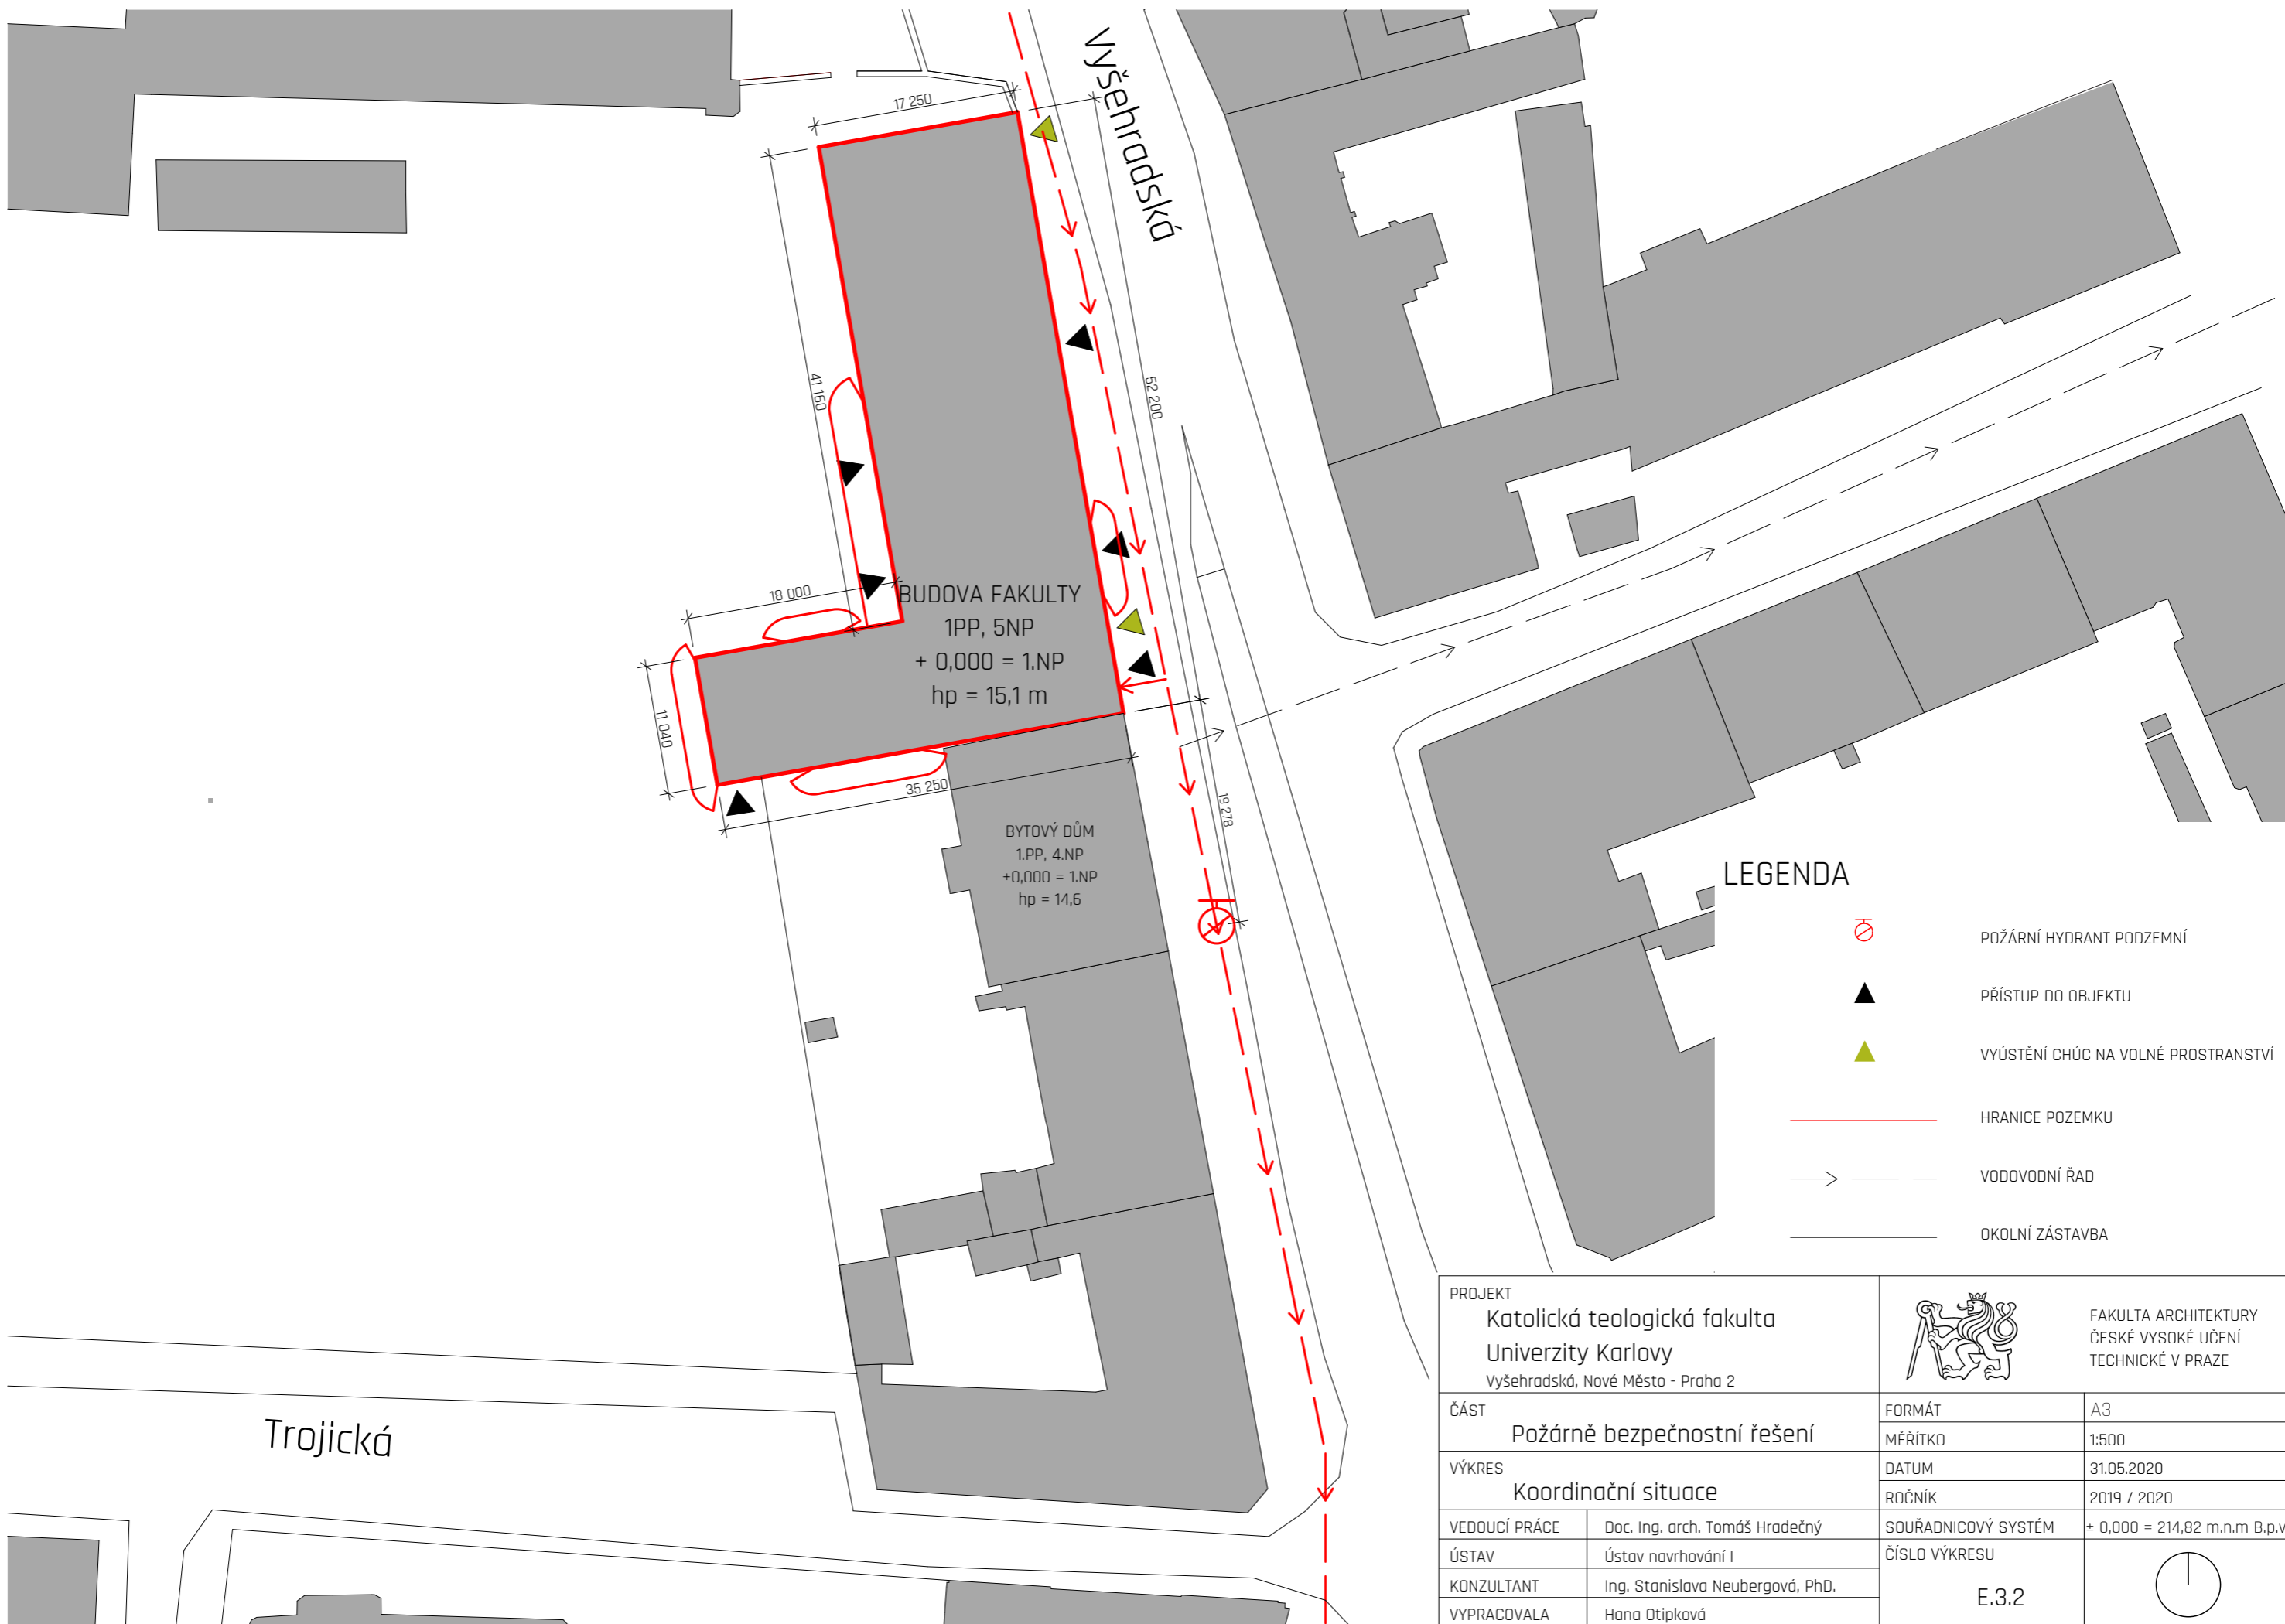 Vyšehradská
17 250
41 160
52 200
18 000
BUDOVA FAKULTY
1PP, 5NP
+ 0,000 = 1.NP
hp = 15,1 m
11 040
35 250
19 278
BYTOVÝ DŮM
1.PP, 4.NP
+0,000 = 1.NP
hp = 14,6
Trojická
LEGENDA
POŽÁRNÍ HYDRANT PODZEMNÍ
PŘÍSTUP DO OBJEKTU
VYÚSTĚNÍ CHÚC NA VOLNÉ PROSTRANSTVÍ
HRANICE POZEMKU
VODOVODNÍ ŘAD
OKOLNÍ ZÁSTAVBA
PROJEKT
Katolická teologická fakulta
Univerzity Karlovy
Vyšehradská, Nové Město - Praha 2
FAKULTA ARCHITEKTURY
ČESKÉ VYSOKÉ UČENÍ
TECHNICKÉ V PRAZE
ČÁST
Požárně bezpečnostní řešení
FORMÁT A3
MĚŘÍTKO 1:500
VÝKRES
Koordinační situace
DATUM 31.05.2020
ROČNÍK 2019 / 2020
VEDOUCÍ PRÁCE Doc. Ing. arch. Tomáš Hradečný
SOUŘADNICOVÝ SYSTÉM ± 0,000 = 214,82 m.n.m B.p.v
ÚSTAV Ústav navrhování I
ČÍSLO VÝKRESU
E.3.2
KONZULTANT Ing. Stanislava Neubergová, PhD.
VYPRACOVALA Hana Otipková